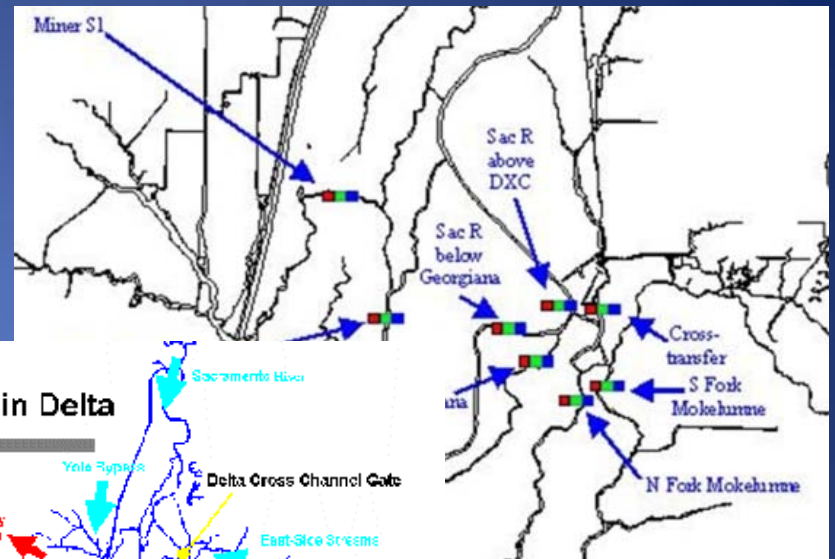 Miner Sl
Sac R
above
DXC
Sac R
below
Georgiana
Cross-
transfer
S Fork
Mokelumne
N Fork Mokelumne
in Delta
Sacramento River
Yolo Bypass
Delta Cross Channel Gate
East-Side Streams